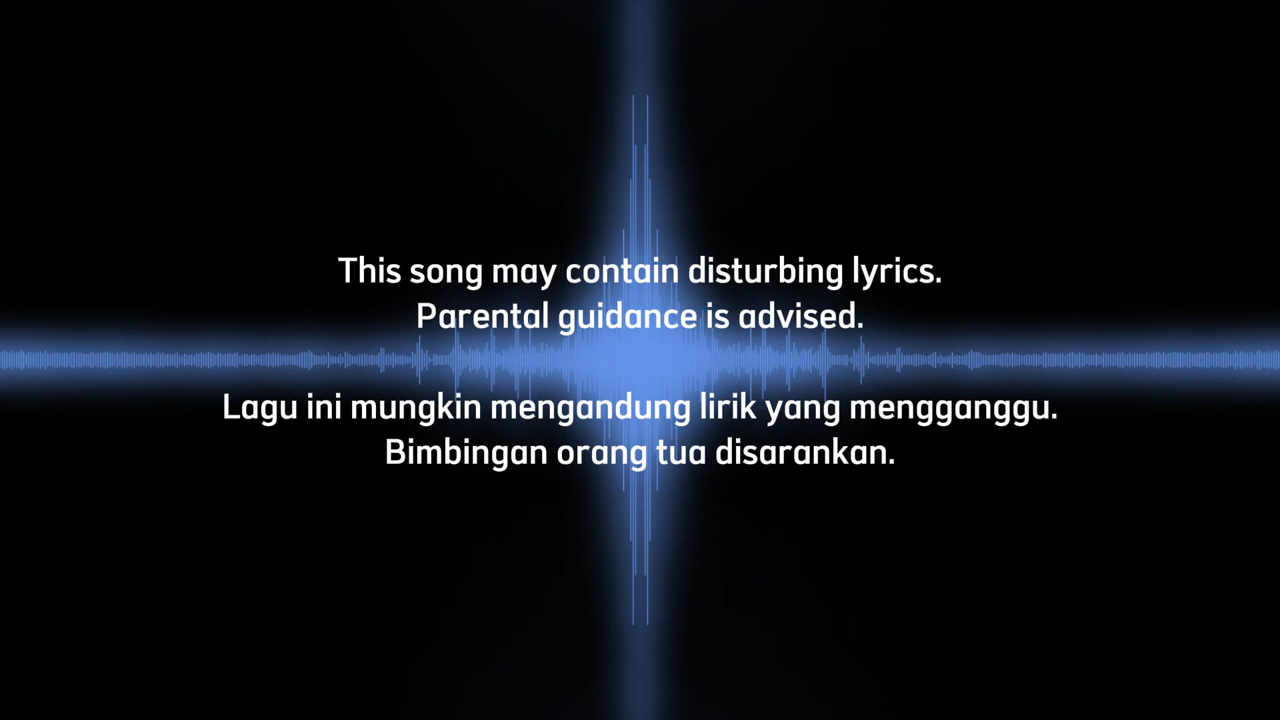 This song may contain disturbing lyrics.
Parental guidance is advised.
Lagu ini mungkin mengandung lirik yang mengganggu.
Bimbingan orang tua disarankan.